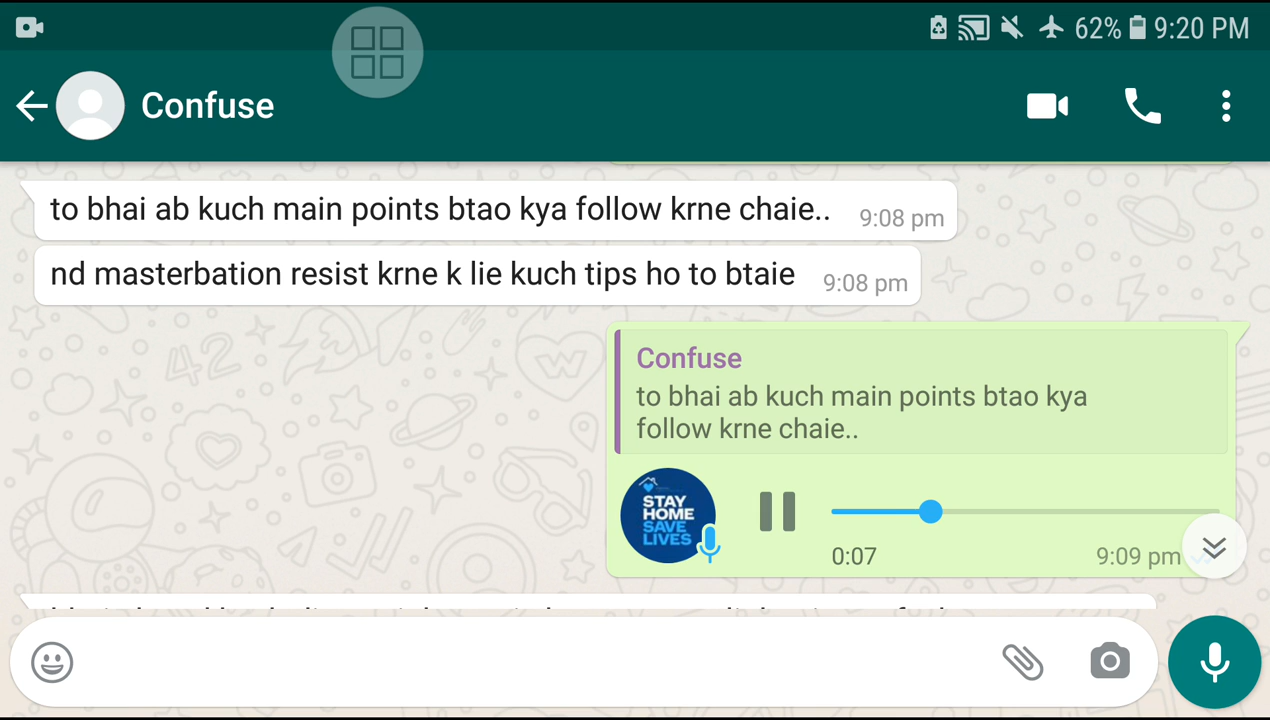 62% 9:20 PM
Confuse
to bhai ab kuch main points btao kya follow krne chaie.. 9:08 pm
nd masterbation resist krne k lie kuch tips ho to btaie 9:08 pm
Confuse
to bhai ab kuch main points btao kya
follow krne chaie..
STAY
HOME
SAVE
LIVES
0:07 9:09 pm